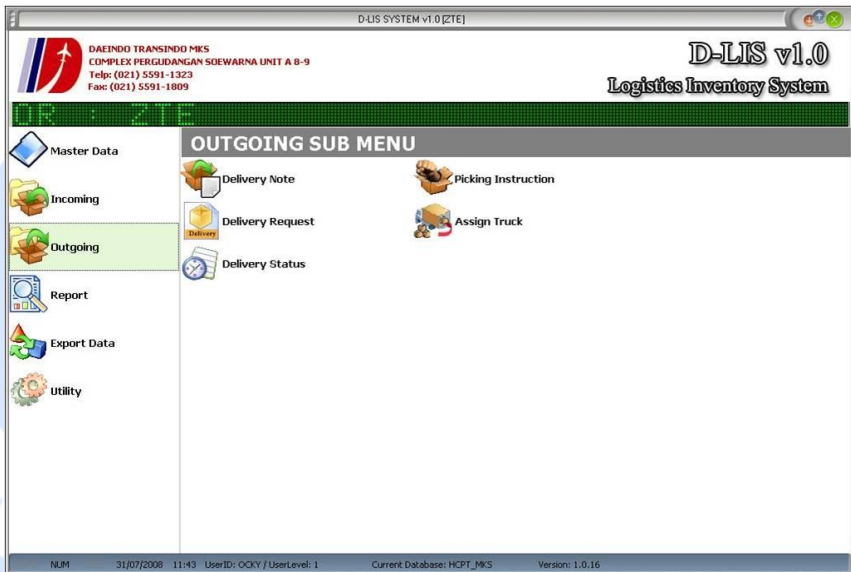 D-LIS SYSTEM v1.0 [ZTE]
DAEINDO TRANSINDO MKS
COMPLEX PERGUDANGAN SOEWARNA UNIT A 8-9
Telp: (021) 5591-1323
Fax: (021) 5591-1809
D-LIS v1.0
Logistics Inventory System
OR : ZTE
Master Data
Incoming
Outgoing
Report
Export Data
Utility
OUTGOING SUB MENU
Delivery Note
Picking Instruction
Delivery
Delivery Request
Assign Truck
Delivery Status
NUM 31/07/2008 11:43 UserID: OCKY / UserLevel: 1 Current Database: HCPT_MKS Version: 1.0.16